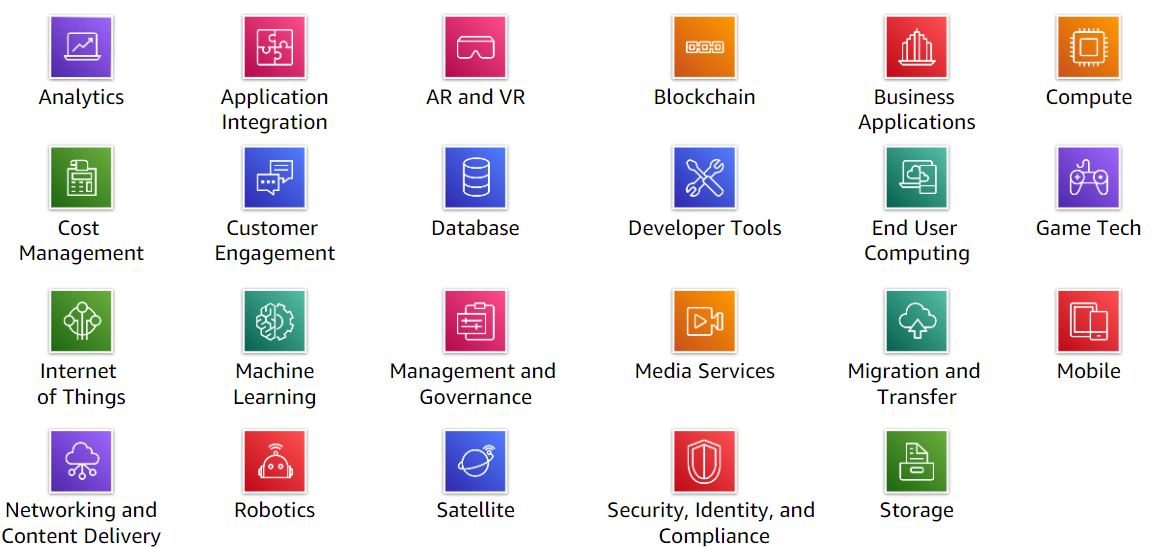 Analytics
Application
Integration
AR and VR
Blockchain
Business
Applications
Compute
Cost
Management
Customer
Engagement
Database
Developer Tools
End User
Computing
Game Tech
Internet
of Things
Machine
Learning
Management and
Governance
Media Services
Migration and
Transfer
Mobile
Networking and
Content Delivery
Robotics
Satellite
Security, Identity, and
Compliance
Storage